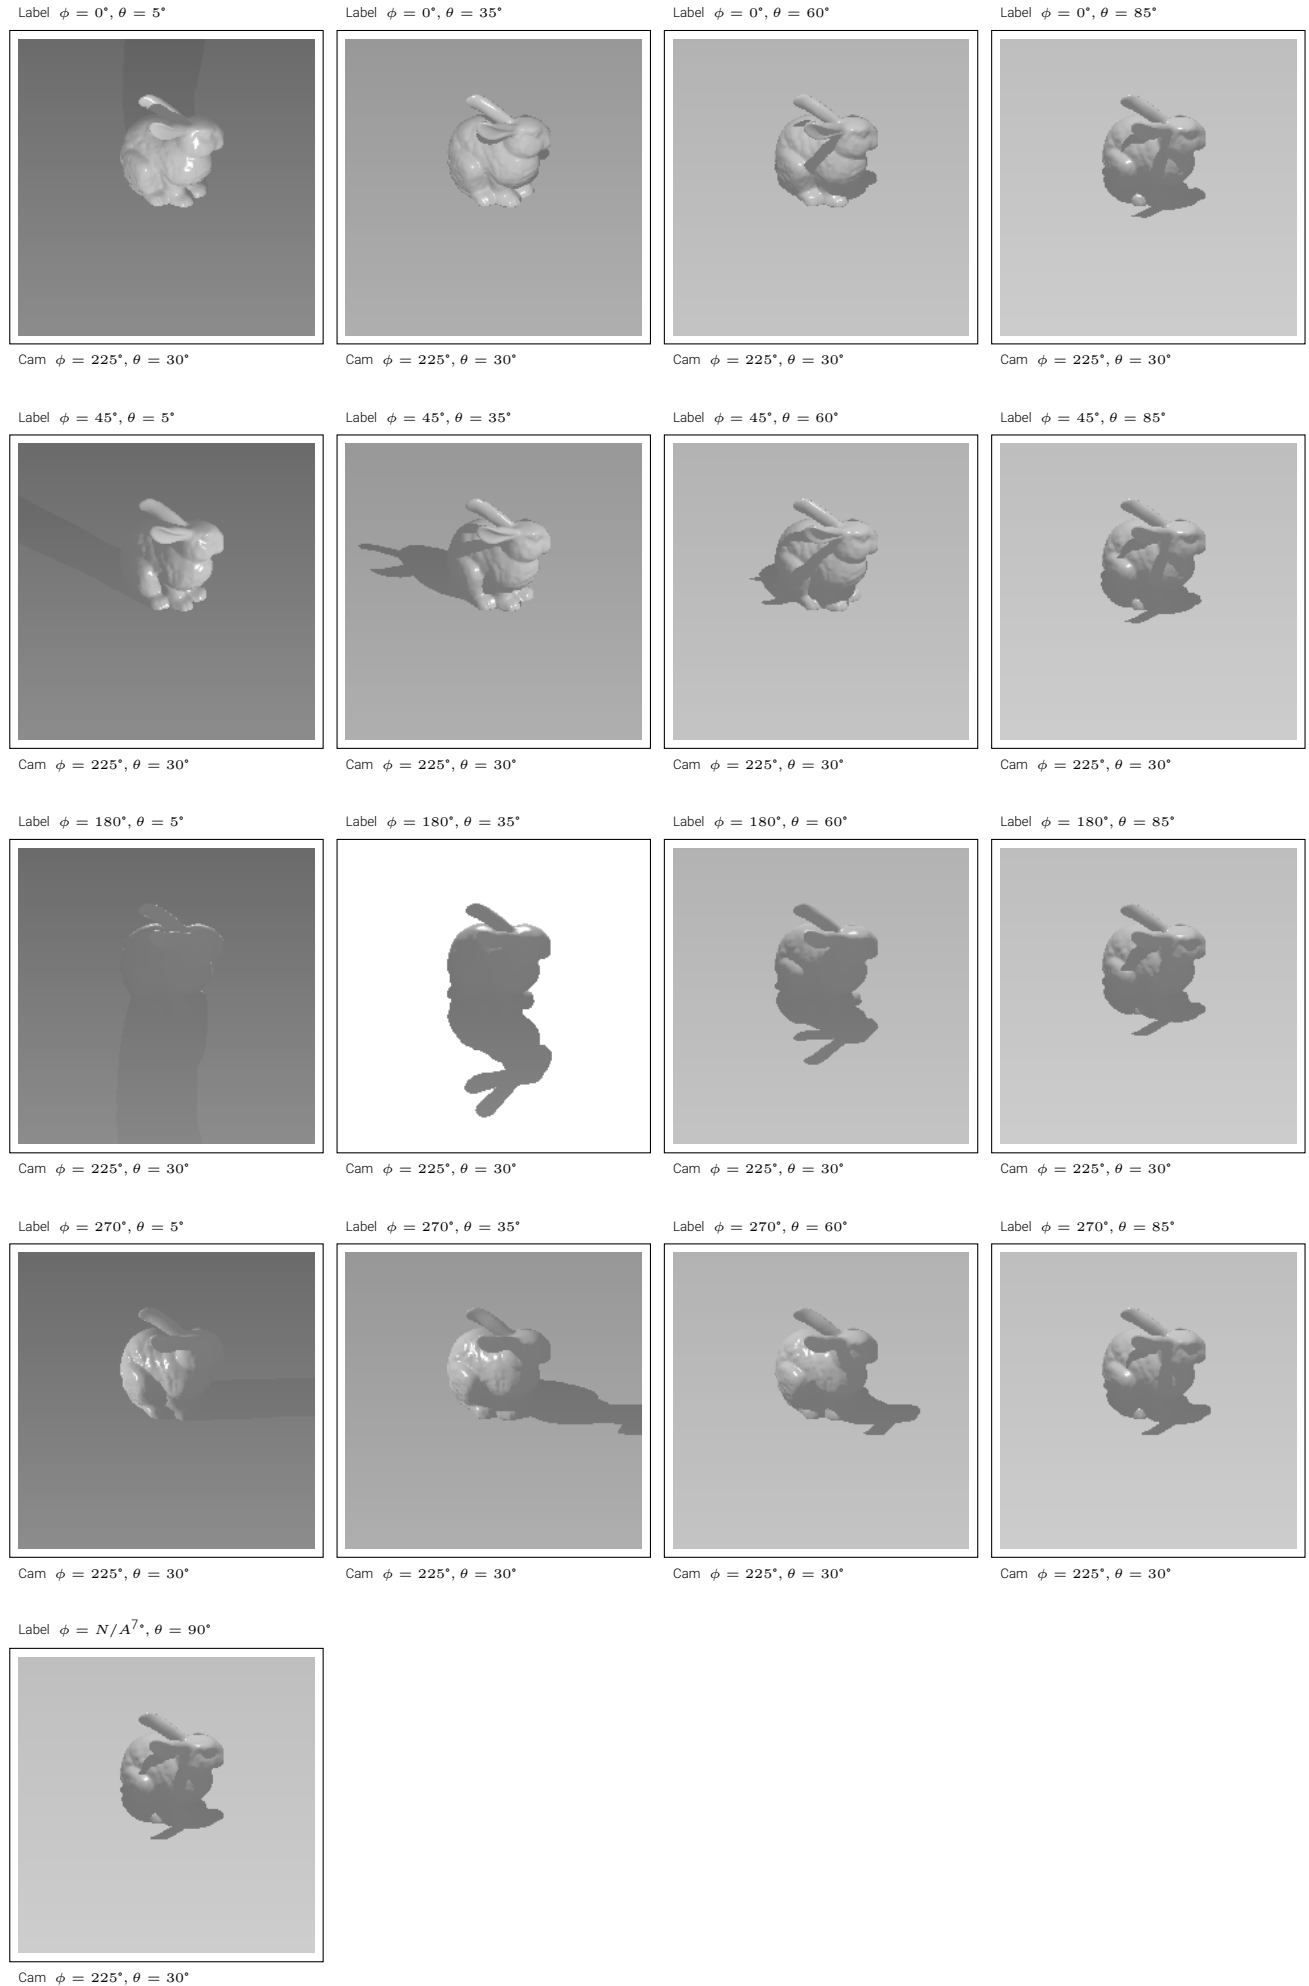 Label ϕ = 0°, θ = 5° Label ϕ = 0°, θ = 35° Label ϕ = 0°, θ = 60° Label ϕ = 0°, θ = 85°
Cam ϕ = 225°, θ = 30° Cam ϕ = 225°, θ = 30° Cam ϕ = 225°, θ = 30° Cam ϕ = 225°, θ = 30°
Label ϕ = 45°, θ = 5° Label ϕ = 45°, θ = 35° Label ϕ = 45°, θ = 60° Label ϕ = 45°, θ = 85°
Cam ϕ = 225°, θ = 30° Cam ϕ = 225°, θ = 30° Cam ϕ = 225°, θ = 30° Cam ϕ = 225°, θ = 30°
Label ϕ = 180°, θ = 5° Label ϕ = 180°, θ = 35° Label ϕ = 180°, θ = 60° Label ϕ = 180°, θ = 85°
Cam ϕ = 225°, θ = 30° Cam ϕ = 225°, θ = 30° Cam ϕ = 225°, θ = 30° Cam ϕ = 225°, θ = 30°
Label ϕ = 270°, θ = 5° Label ϕ = 270°, θ = 35° Label ϕ = 270°, θ = 60° Label ϕ = 270°, θ = 85°
Cam ϕ = 225°, θ = 30° Cam ϕ = 225°, θ = 30° Cam ϕ = 225°, θ = 30° Cam ϕ = 225°, θ = 30°
Label ϕ = N/A⁷°, θ = 90°
Cam ϕ = 225°, θ = 30°